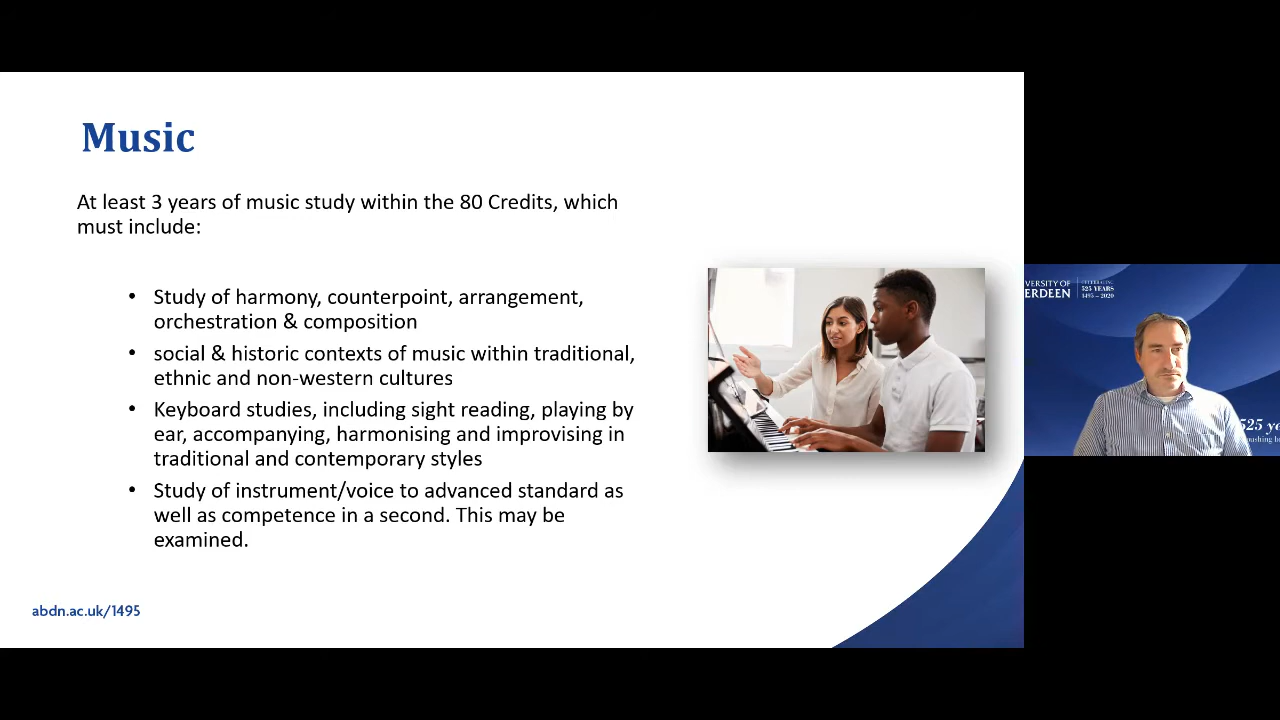 Music
At least 3 years of music study within the 80 Credits, which
must include:
• Study of harmony, counterpoint, arrangement,
orchestration & composition
• social & historic contexts of music within traditional,
ethnic and non-western cultures
• Keyboard studies, including sight reading, playing by
ear, accompanying, harmonising and improvising in
traditional and contemporary styles
• Study of instrument/voice to advanced standard as
well as competence in a second. This may be
examined.
abdn.ac.uk/1495
VERSITY OF
ERDEEN
CELEBRATING
525 YEARS
1495 – 2020
525 ye